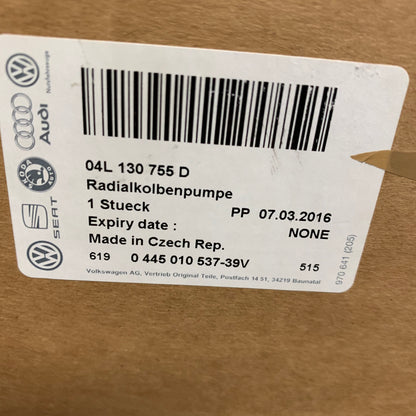 Nutzfahrzeuge
Audi
SKODA
AUTO
SEAT
04L 130 755 D
Radialkolbenpumpe
1 Stueck PP 07.03.2016
Expiry date : NONE
Made in Czech Rep.
619 0 445 010 537-39V 515
Volkswagen AG, Vertrieb Original Teile, Postfach 14 51, 34219 Baunatal
970 641 (205)